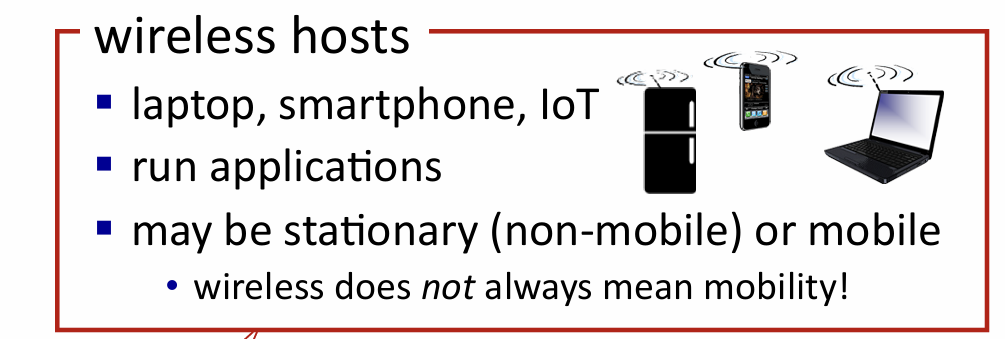 wireless hosts
▪ laptop, smartphone, IoT
▪ run applications
▪ may be stationary (non-mobile) or mobile
• wireless does not always mean mobility!